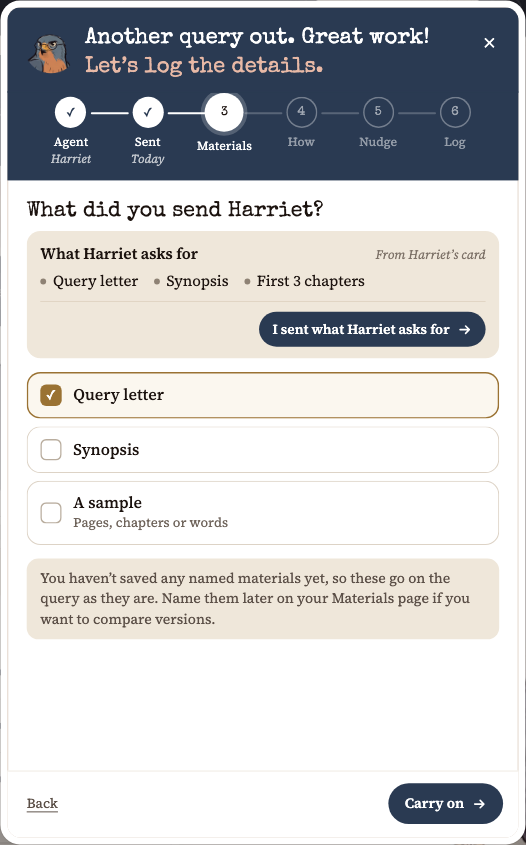 Another query out. Great work!
Let's log the details.
✕
✓ ✓ 3 4 5 6
Agent Sent Materials How Nudge Log
Harriet Today
What did you send Harriet?
What Harriet asks for From Harriet's card
• Query letter • Synopsis • First 3 chapters
I sent what Harriet asks for →
✓ Query letter
Synopsis
A sample
Pages, chapters or words
You haven't saved any named materials yet, so these go on the
query as they are. Name them later on your Materials page if you
want to compare versions.
Back Carry on →